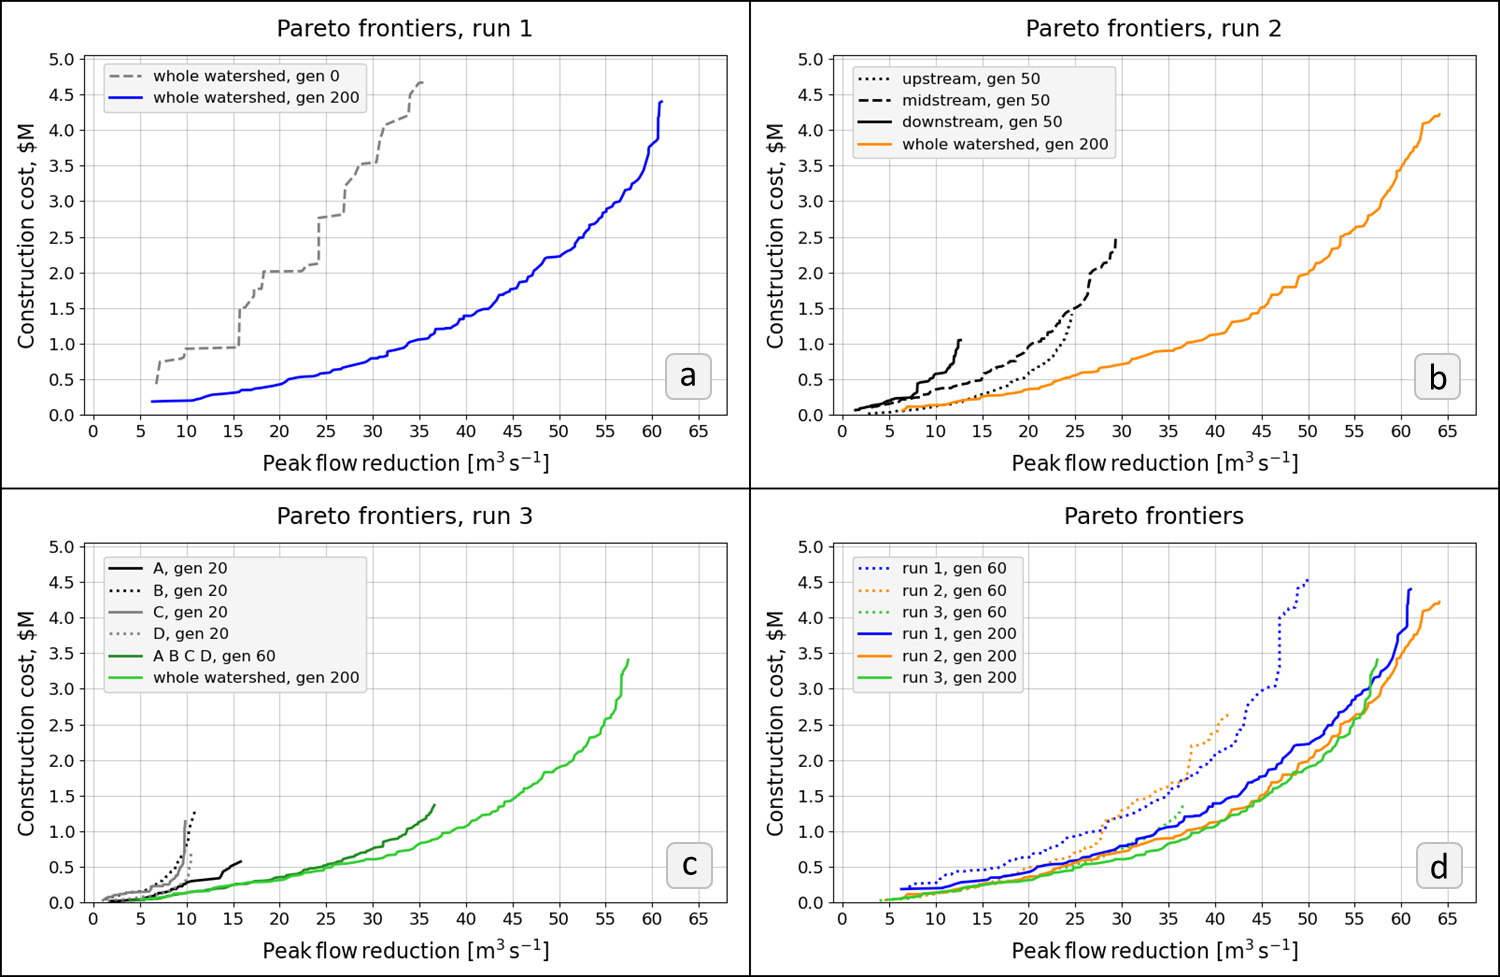 Pareto frontiers, run 1
Construction cost, $M
5.0
4.5
4.0
3.5
3.0
2.5
2.0
1.5
1.0
0.5
0.0
whole watershed, gen 0
whole watershed, gen 200
a
0 5 10 15 20 25 30 35 40 45 50 55 60 65
Peak flow reduction [m³ s⁻¹]
Pareto frontiers, run 2
Construction cost, $M
5.0
4.5
4.0
3.5
3.0
2.5
2.0
1.5
1.0
0.5
0.0
upstream, gen 50
midstream, gen 50
downstream, gen 50
whole watershed, gen 200
b
0 5 10 15 20 25 30 35 40 45 50 55 60 65
Peak flow reduction [m³ s⁻¹]
Pareto frontiers, run 3
Construction cost, $M
5.0
4.5
4.0
3.5
3.0
2.5
2.0
1.5
1.0
0.5
0.0
A, gen 20
B, gen 20
C, gen 20
D, gen 20
A B C D, gen 60
whole watershed, gen 200
c
0 5 10 15 20 25 30 35 40 45 50 55 60 65
Peak flow reduction [m³ s⁻¹]
Pareto frontiers
Construction cost, $M
5.0
4.5
4.0
3.5
3.0
2.5
2.0
1.5
1.0
0.5
0.0
run 1, gen 60
run 2, gen 60
run 3, gen 60
run 1, gen 200
run 2, gen 200
run 3, gen 200
d
0 5 10 15 20 25 30 35 40 45 50 55 60 65
Peak flow reduction [m³ s⁻¹]